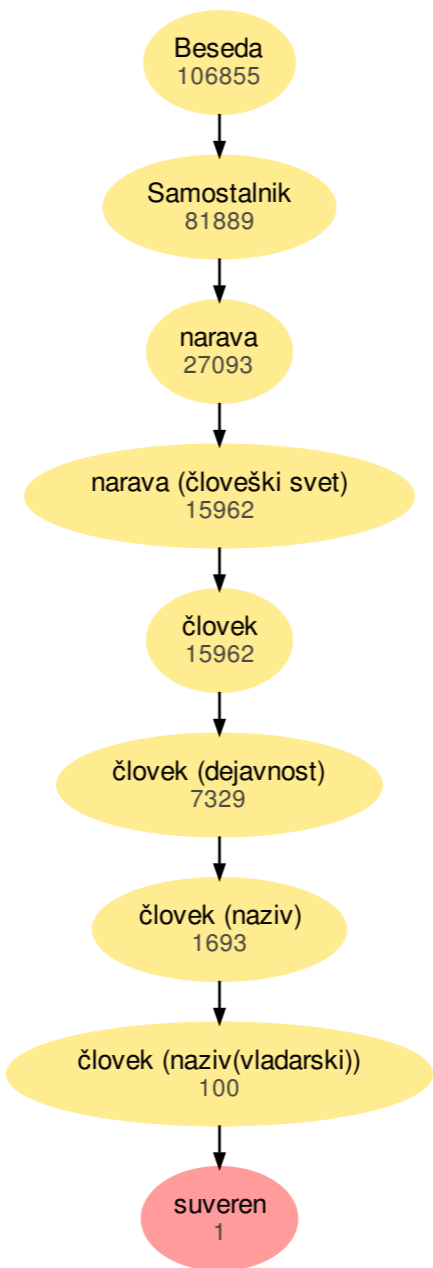 Beseda
106855
Samostalnik
81889
narava
27093
narava (človeški svet)
15962
človek
15962
človek (dejavnost)
7329
človek (naziv)
1693
človek (naziv(vladarski))
100
suveren
1